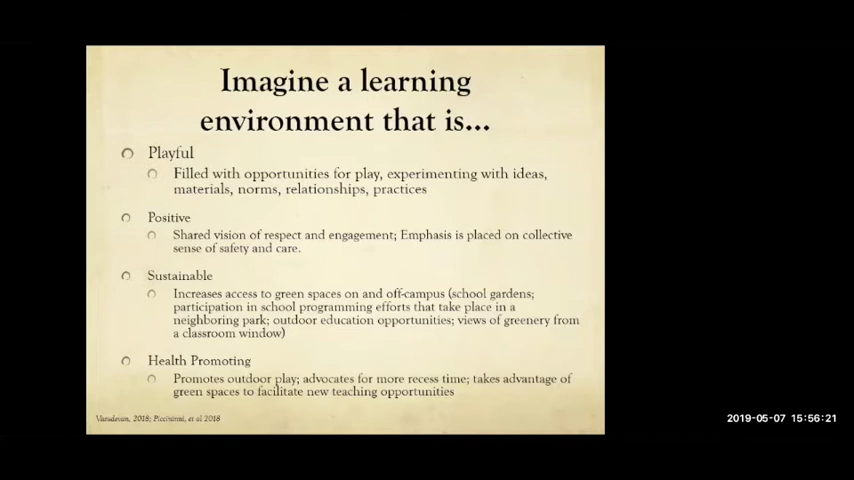 Imagine a learning
environment that is...
Playful
Filled with opportunities for play, experimenting with ideas,
materials, norms, relationships, practices
Positive
Shared vision of respect and engagement; Emphasis is placed on collective
sense of safety and care.
Sustainable
Increases access to green spaces on and off-campus (school gardens;
participation in school programming efforts that take place in a
neighboring park; outdoor education opportunities; views of greenery from
a classroom window)
Health Promoting
Promotes outdoor play; advocates for more recess time; takes advantage of
green spaces to facilitate new teaching opportunities
2018; et al 2018
2019-05-07 15:56:21